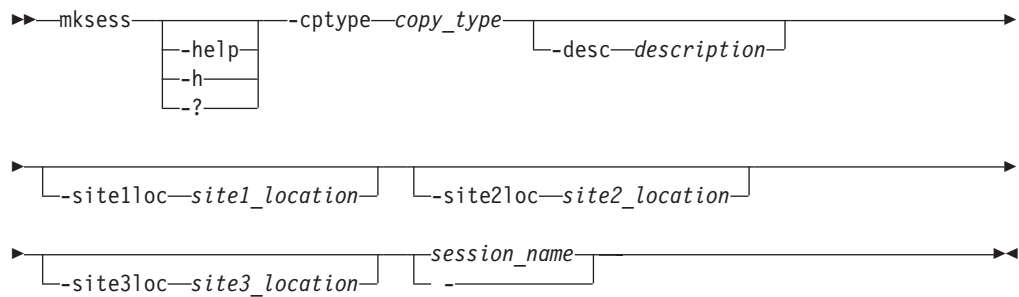 mksess -cptype copy_type
-help -desc description
-h
-?
-site1loc site1_location -site2loc site2_location
session_name
-site3loc site3_location -